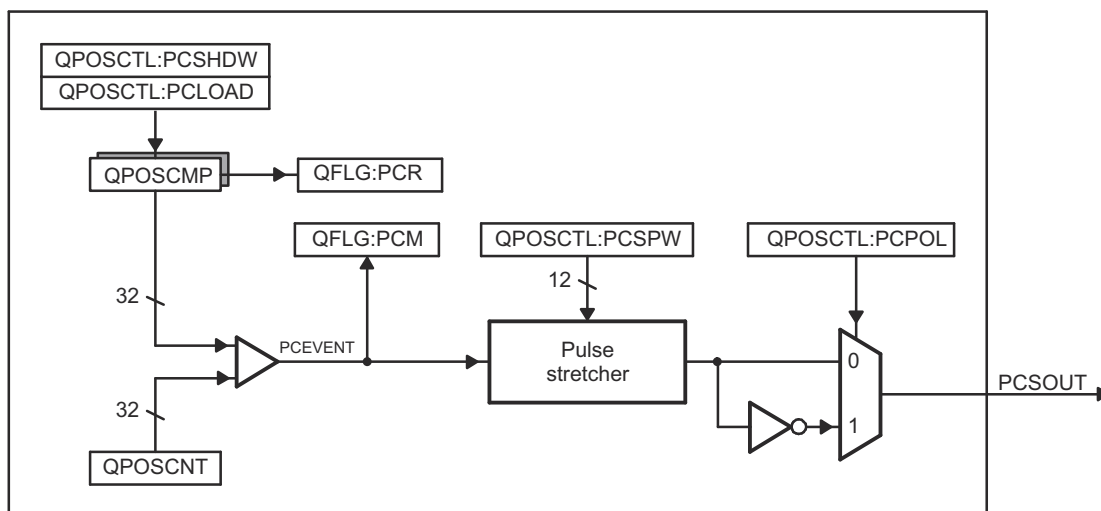 QPOSCTL:PCSHDW
QPOSCTL:PCLOAD
QPOSCMP
QFLG:PCR
QFLG:PCM
QPOSCTL:PCSPW
QPOSCTL:PCPOL
32
12
PCEVENT
Pulse
stretcher
0
PCSOUT
32
1
QPOSCNT